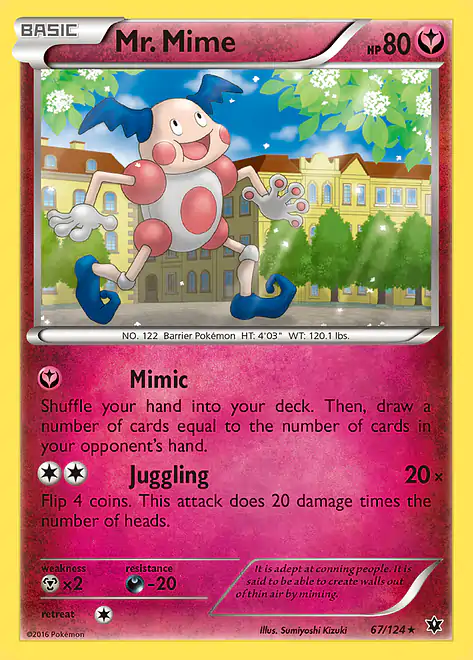 BASIC
Mr. Mime
HP80
NO. 122 Barrier Pokémon HT: 4'03" WT: 120.1 lbs.
Mimic
Shuffle your hand into your deck. Then, draw a
number of cards equal to the number of cards in
your opponent's hand.
Juggling 20×
Flip 4 coins. This attack does 20 damage times the
number of heads.
weakness
×2
resistance
-20
retreat
It is adept at conning people. It is
said to be able to create walls out
of thin air by miming.
©2016 Pokémon
Illus. Sumiyoshi Kizuki
67/124★